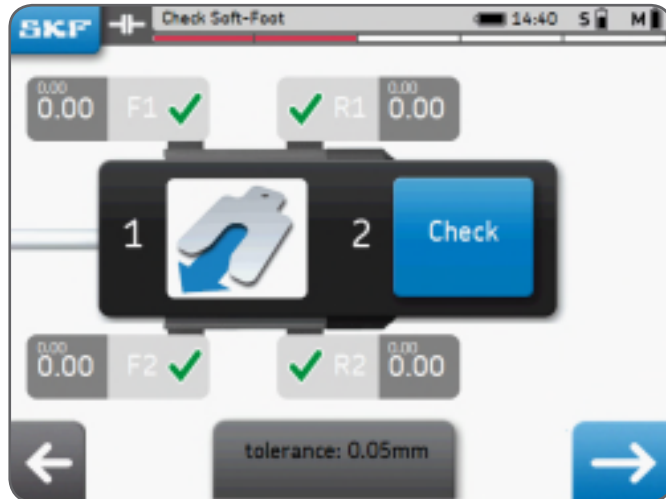 SKF
Check Soft-Foot
14:40 S M
0.00
0.00 F1
R1 0.00
0.00
1
2 Check
0.00
0.00 F2
R2 0.00
0.00
tolerance: 0.05mm